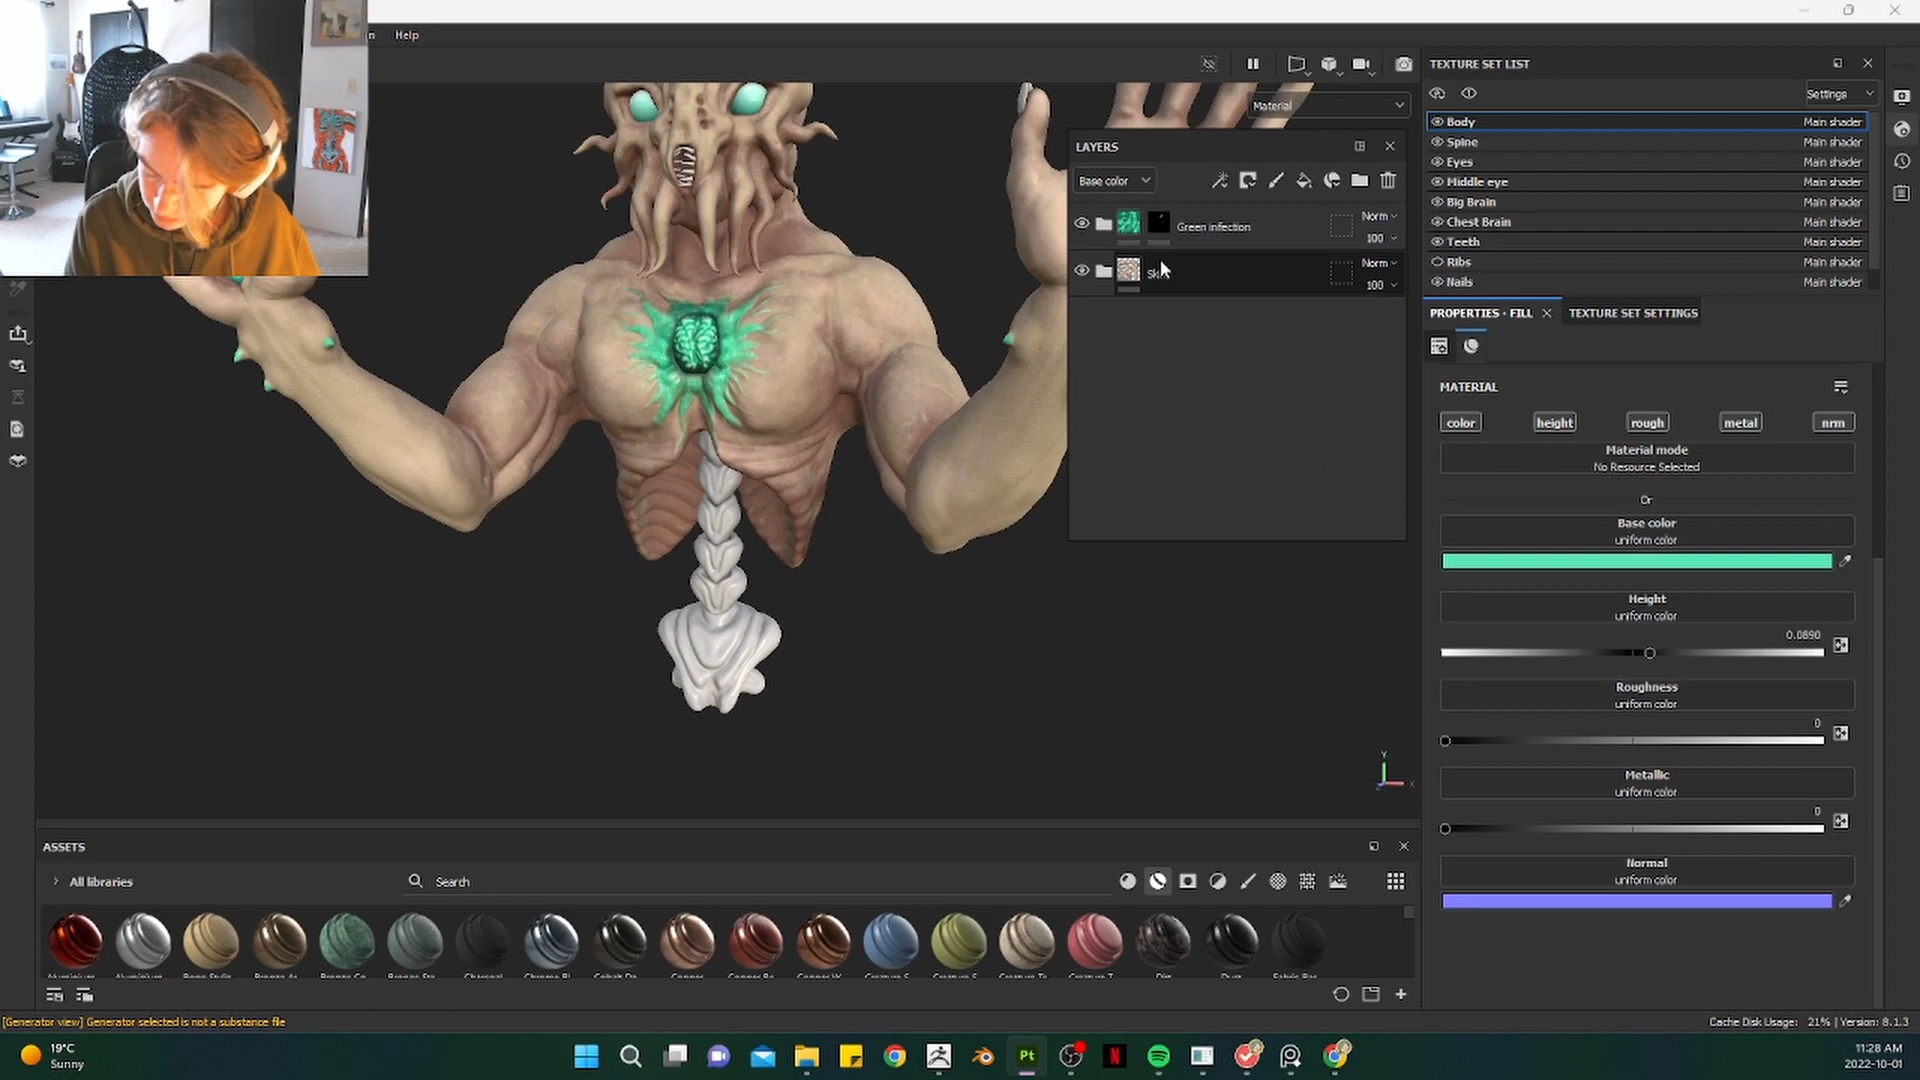 n Help
Material
LAYERS
Base color
Green infection
Norm
100
Norm
100
TEXTURE SET LIST
Settings
Body Main shader
Spine Main shader
Eyes Main shader
Middle eye Main shader
Big Brain Main shader
Chest Brain Main shader
Teeth Main shader
Ribs Main shader
Nails Main shader
PROPERTIES - FILL
TEXTURE SET SETTINGS
MATERIAL
color height rough metal nrm
Material mode
No Resource Selected
Or
Base color
uniform color
Height
uniform color
0.0890
Roughness
uniform color
0
Metallic
uniform color
0
Normal
uniform color
Y
X
ASSETS
All libraries
Search
[Generator view] Generator selected is not a substance file
Cache Disk Usage: 21% | Version: 8.1.3
19°C
Sunny
Pt
N
11:28 AM
2022-10-01